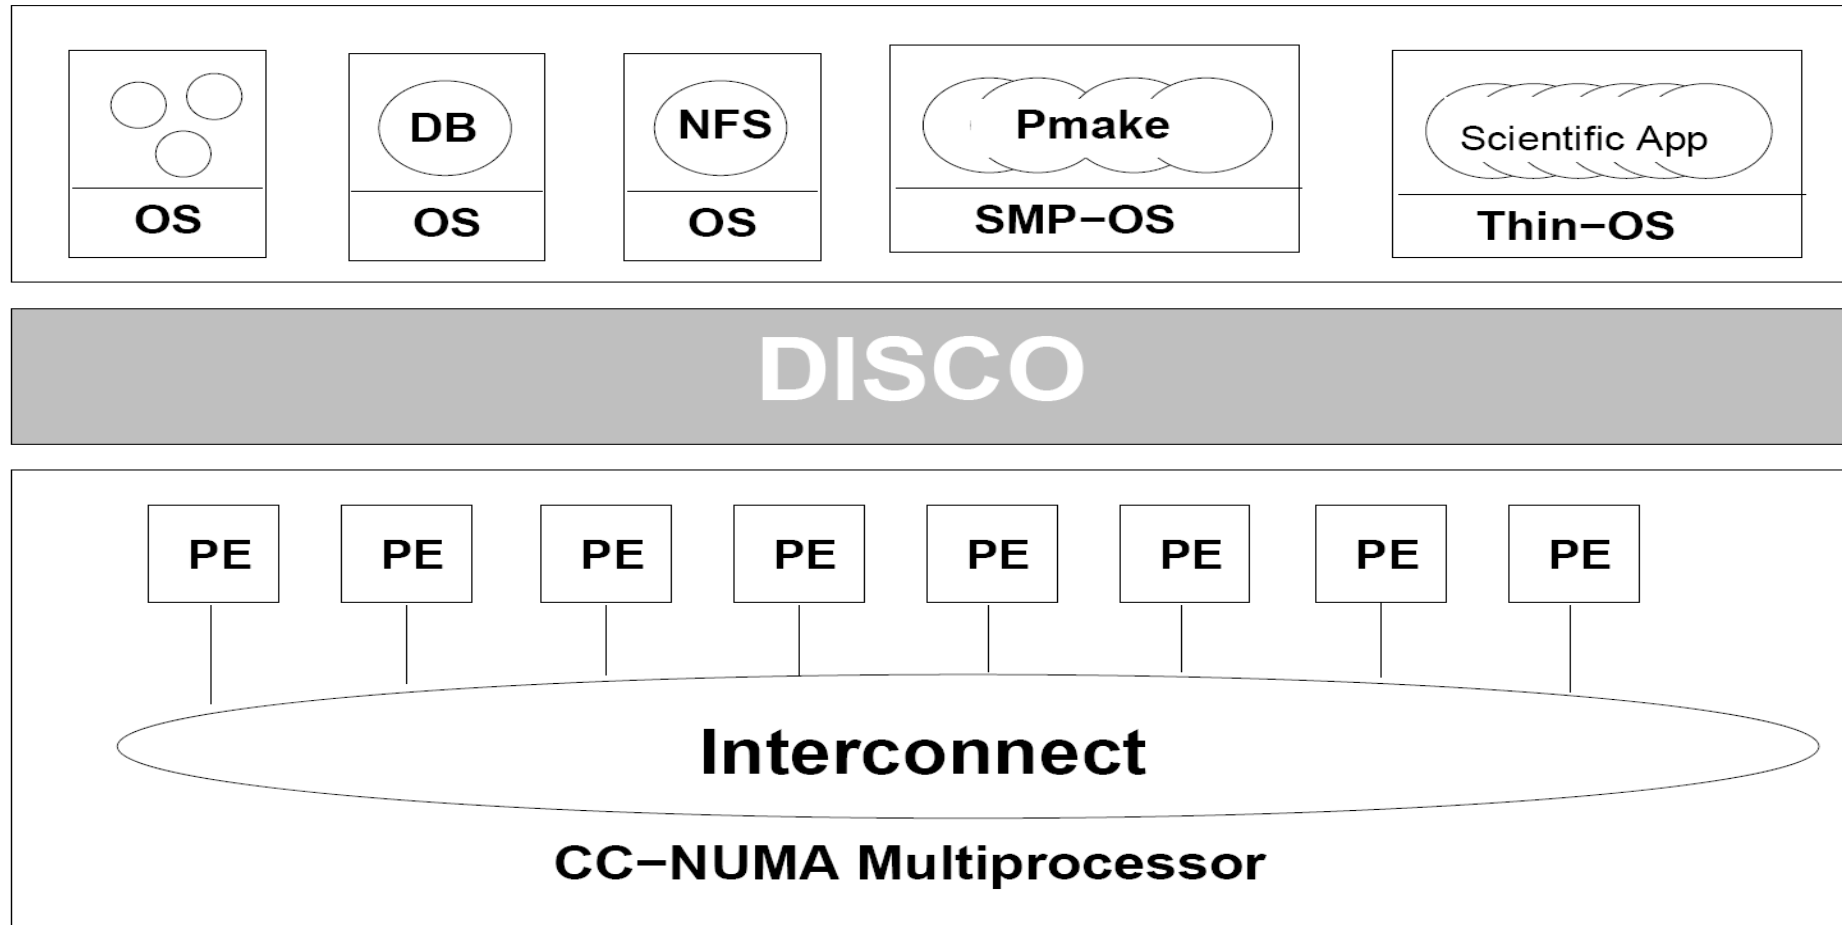 DB
NFS
Pmake
Scientific App
OS
OS
OS
SMP−OS
Thin−OS
DISCO
PE
PE
PE
PE
PE
PE
PE
PE
Interconnect
CC−NUMA Multiprocessor